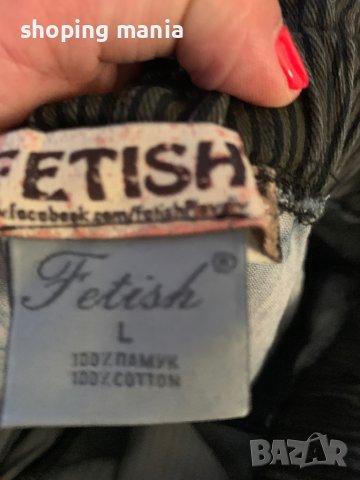 shoping mania
FETISH
Fetish®
L
100% ПАМУК
100% COTTON
BAZAR